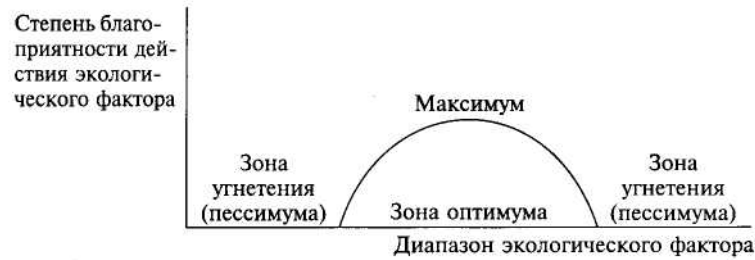 Степень благо-
приятности дей-
ствия экологи-
ческого фактора
Максимум
Зона
угнетения
(пессимума)
Зона оптимума
Зона
угнетения
(пессимума)
Диапазон экологического фактора